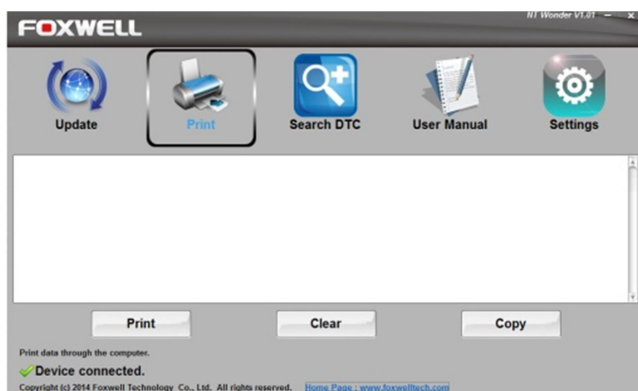 NT Wonder V1.01
FOXWELL
Update Print Search DTC User Manual Settings
Print Clear Copy
Print data through the computer.
Device connected.
Copyright (c) 2014 Foxwell Technology Co., Ltd. All rights reserved. Home Page : www.foxwelltech.com